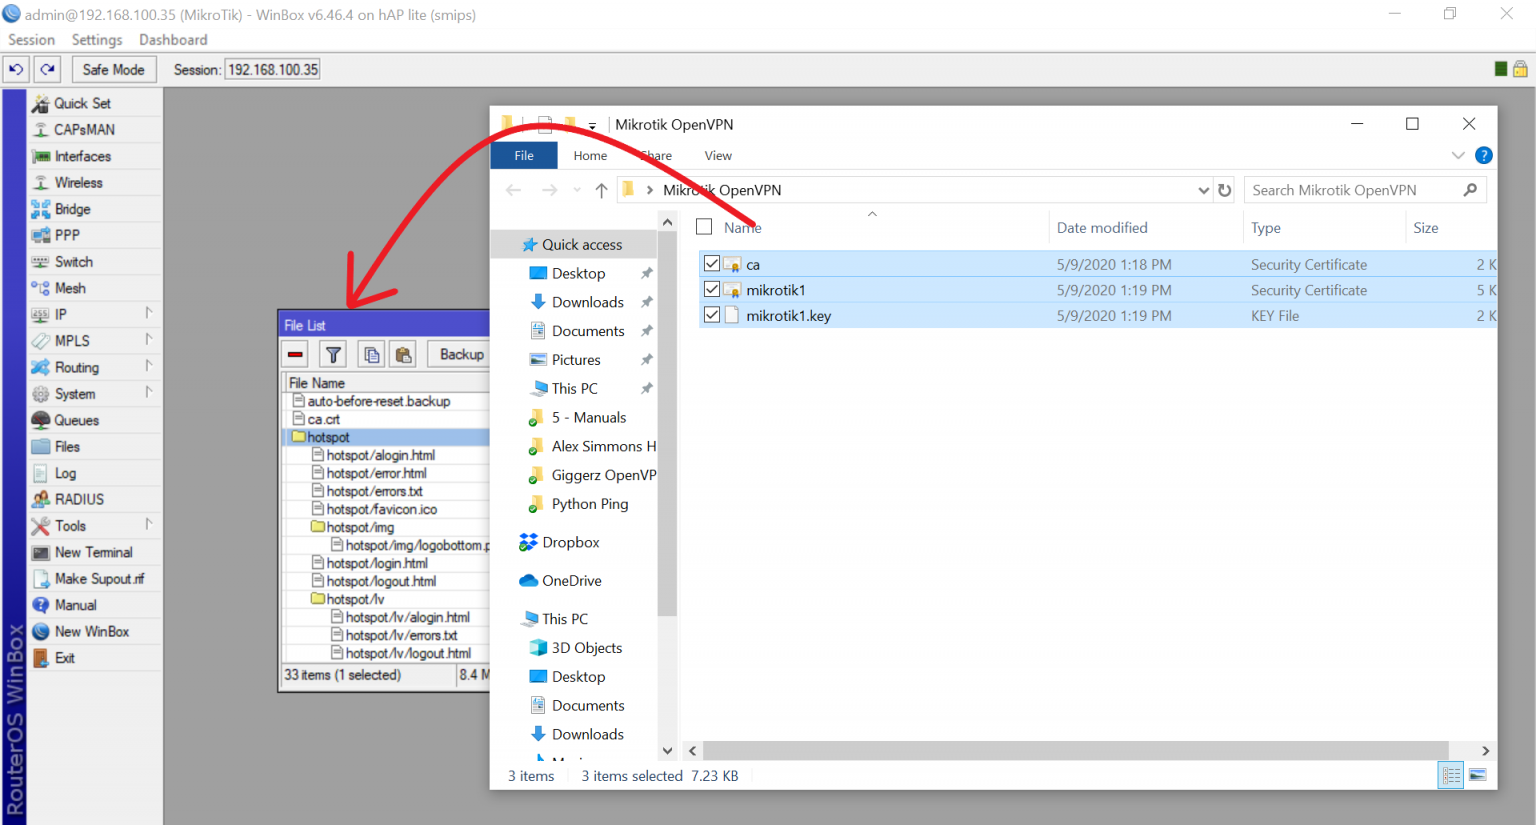 admin@192.168.100.35 (MikroTik) - WinBox v6.46.4 on hAP lite (smips)
Session Settings Dashboard
Safe Mode Session: 192.168.100.35
Quick Set
CAPsMAN
Interfaces
Wireless
Bridge
PPP
Switch
Mesh
IP
MPLS
Routing
System
Queues
Files
Log
RADIUS
Tools
New Terminal
Make Supout.rif
Manual
New WinBox
Exit
RouterOS WinBox
File List
Backup
File Name
auto-before-reset.backup
ca.crt
hotspot
hotspot/alogin.html
hotspot/error.html
hotspot/errors.txt
hotspot/favicon.ico
hotspot/img
hotspot/img/logobottom.p
hotspot/login.html
hotspot/logout.html
hotspot/lv
hotspot/lv/alogin.html
hotspot/lv/errors.txt
hotspot/lv/logout.html
33 items (1 selected) 8.4 M
Mikrotik OpenVPN
File Home Share View
Mikrotik OpenVPN Search Mikrotik OpenVPN
Quick access
Desktop
Downloads
Documents
Pictures
This PC
5 - Manuals
Alex Simmons H
Giggerz OpenVP
Python Ping
Dropbox
OneDrive
This PC
3D Objects
Desktop
Documents
Downloads
Name Date modified Type Size
ca 5/9/2020 1:18 PM Security Certificate 2 K
mikrotik1 5/9/2020 1:19 PM Security Certificate 5 K
mikrotik1.key 5/9/2020 1:19 PM KEY File 2 K
3 items 3 items selected 7.23 KB